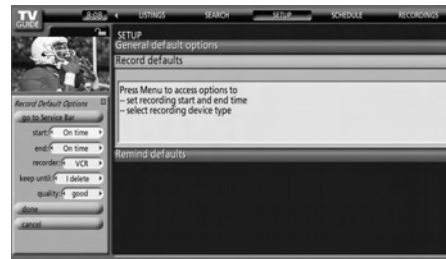 TV
GUIDE
8:08
LISTINGS
SEARCH
SETUP
SCHEDULE
RECORDINGS
SETUP
General default options
Record defaults
Press Menu to access options to
-- set recording start and end time
-- select recording device type
Remind defaults
Record Default Options
go to Service Bar
start: On time
end: On time
recorder: VCR
keep until: I delete
quality: good
done
cancel